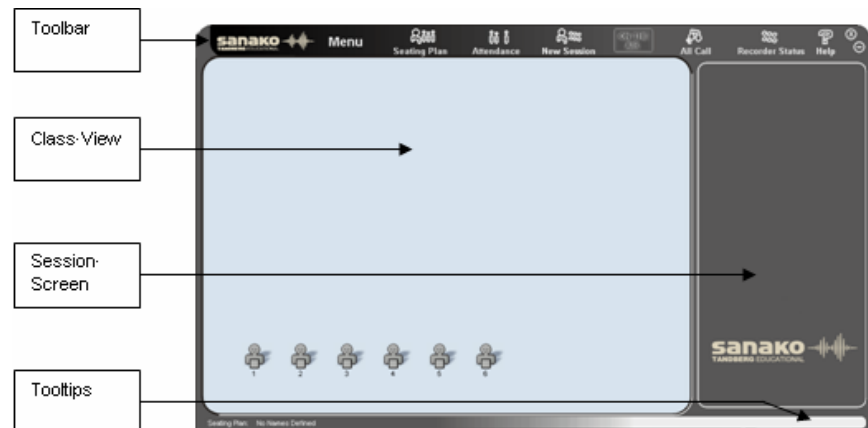 Toolbar
sanako
TANDBERG EDUCATIONAL
Menu
Seating Plan
Attendance
New Session
All Call
Recorder Status
Help
Class·View
Session·
Screen
1 2 3 4 5 6
sanako
TANDBERG EDUCATIONAL
Tooltips
Seating Plan: No Names Defined